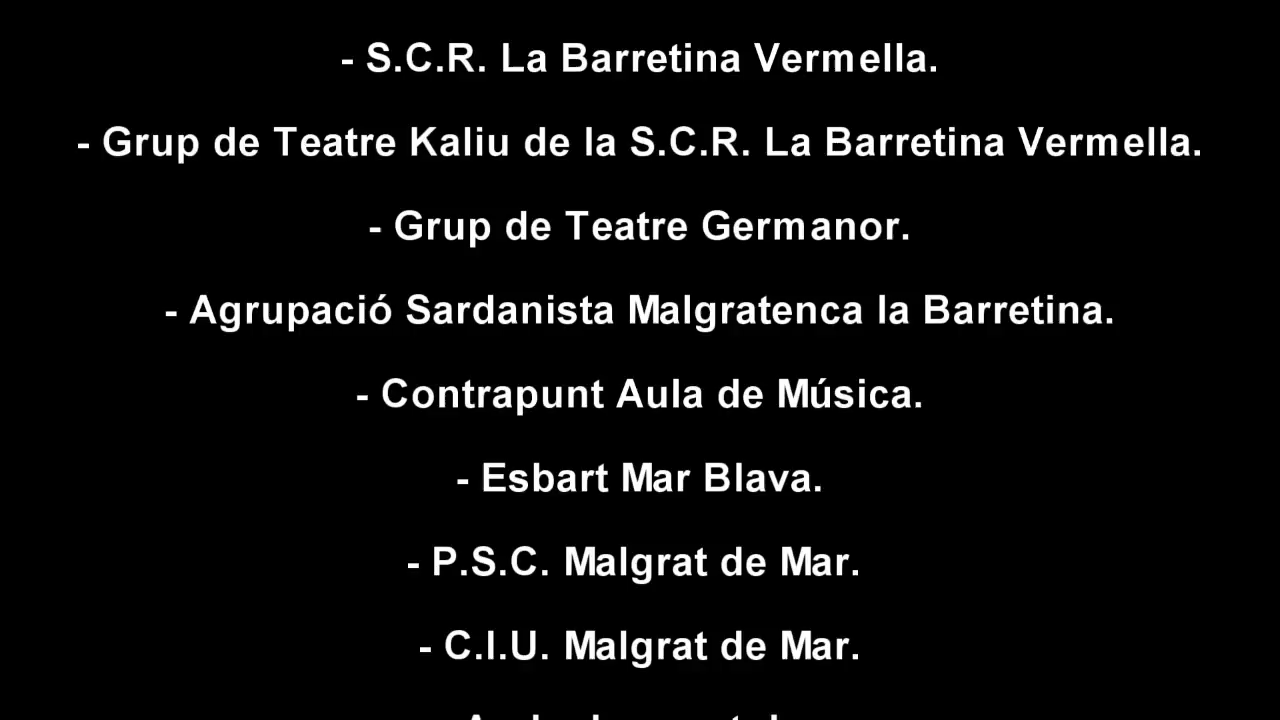 - S.C.R. La Barretina Vermella.
- Grup de Teatre Kaliu de la S.C.R. La Barretina Vermella.
- Grup de Teatre Germanor.
- Agrupació Sardanista Malgratenca la Barretina.
- Contrapunt Aula de Música.
- Esbart Mar Blava.
- P.S.C. Malgrat de Mar.
- C.I.U. Malgrat de Mar.